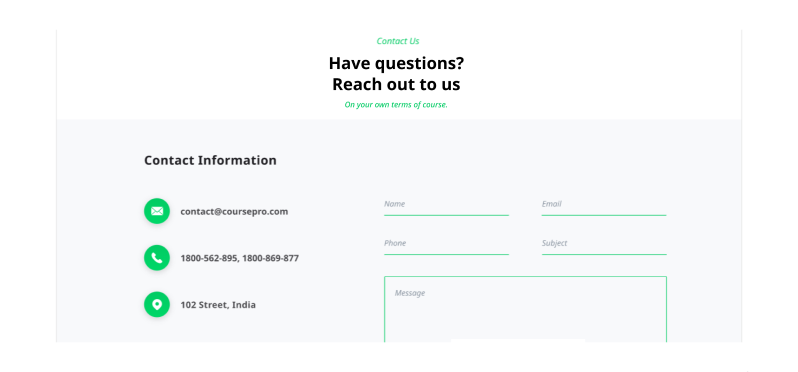 Contact Us
Have questions?
Reach out to us
On your own terms of course.
Contact Information
contact@coursepro.com
1800-562-895, 1800-869-877
102 Street, India
Name
Email
Phone
Subject
Message